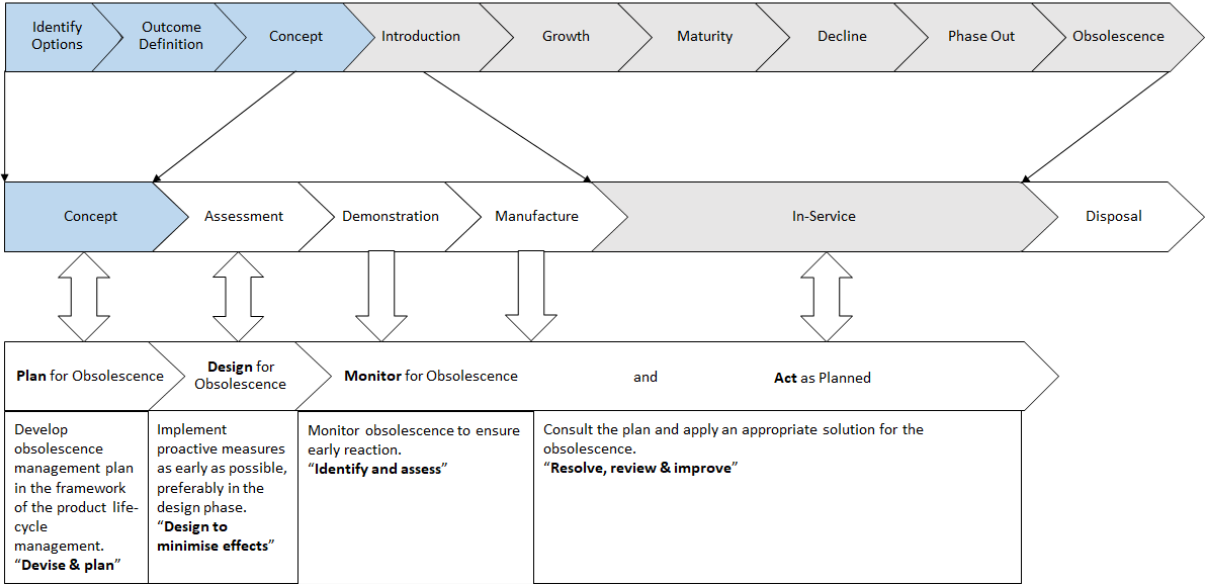 Identify
Options
Outcome
Definition
Concept
Introduction
Growth
Maturity
Decline
Phase Out
Obsolescence
Concept
Assessment
Demonstration
Manufacture
In-Service
Disposal
Plan for Obsolescence
Design for
Obsolescence
Monitor for Obsolescence
and
Act as Planned
Develop
obsolescence
management plan
in the framework
of the product life-
cycle
management.
“Devise & plan”
Implement
proactive measures
as early as possible,
preferably in the
design phase.
“Design to
minimise effects”
Monitor obsolescence to ensure
early reaction.
“Identify and assess”
Consult the plan and apply an appropriate solution for the
obsolescence.
“Resolve, review & improve”